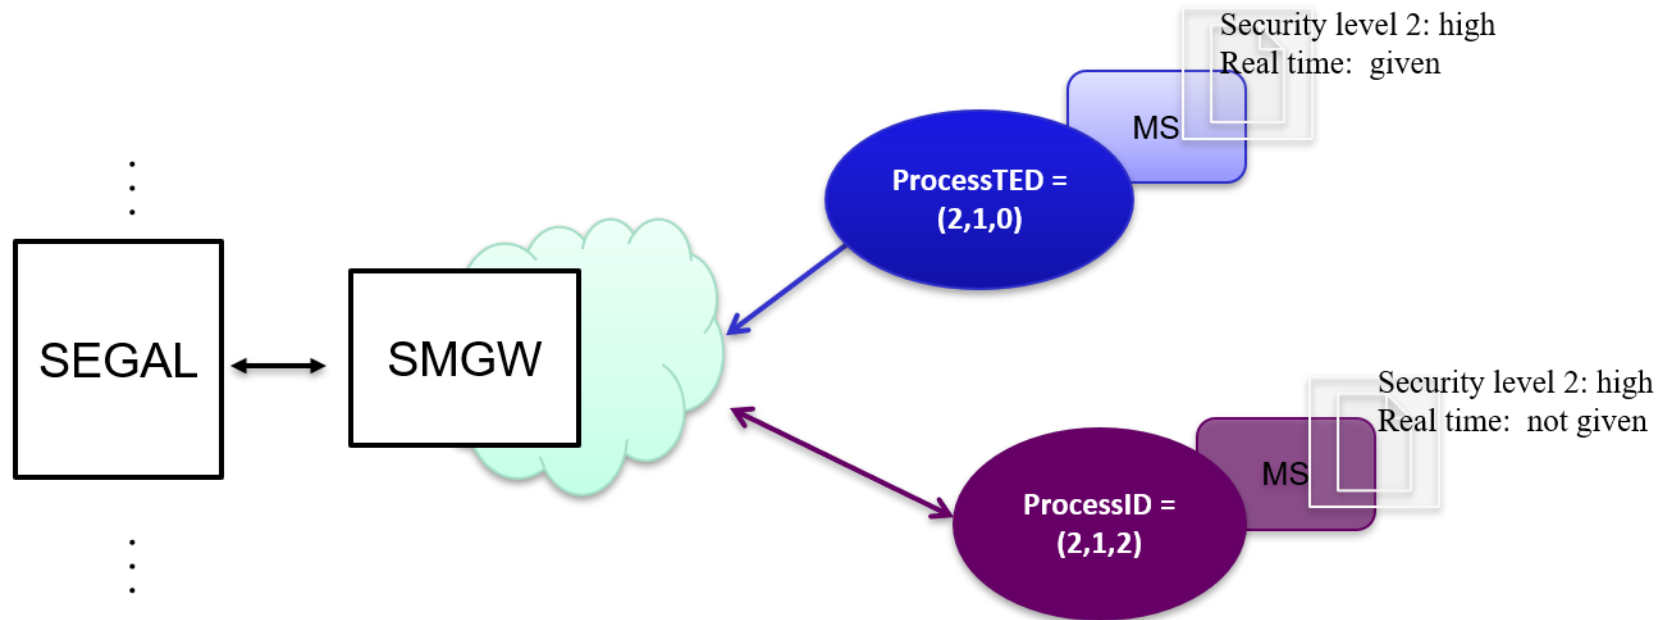 Security level 2: high
Real time:  given
MS
ProcessTED =
(2,1,0)
SEGAL
SMGW
Security level 2: high
Real time:  not given
MS
ProcessID =
(2,1,2)